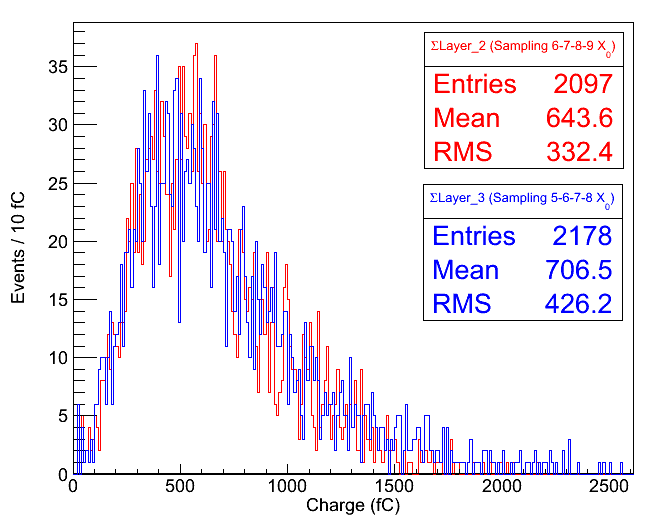 ΣLayer_2 (Sampling 6-7-8-9 X₀)
Entries 2097
Mean 643.6
RMS 332.4
ΣLayer_3 (Sampling 5-6-7-8 X₀)
Entries 2178
Mean 706.5
RMS 426.2
Events / 10 fC
35
30
25
20
15
10
5
0
0 500 1000 1500 2000 2500
Charge (fC)